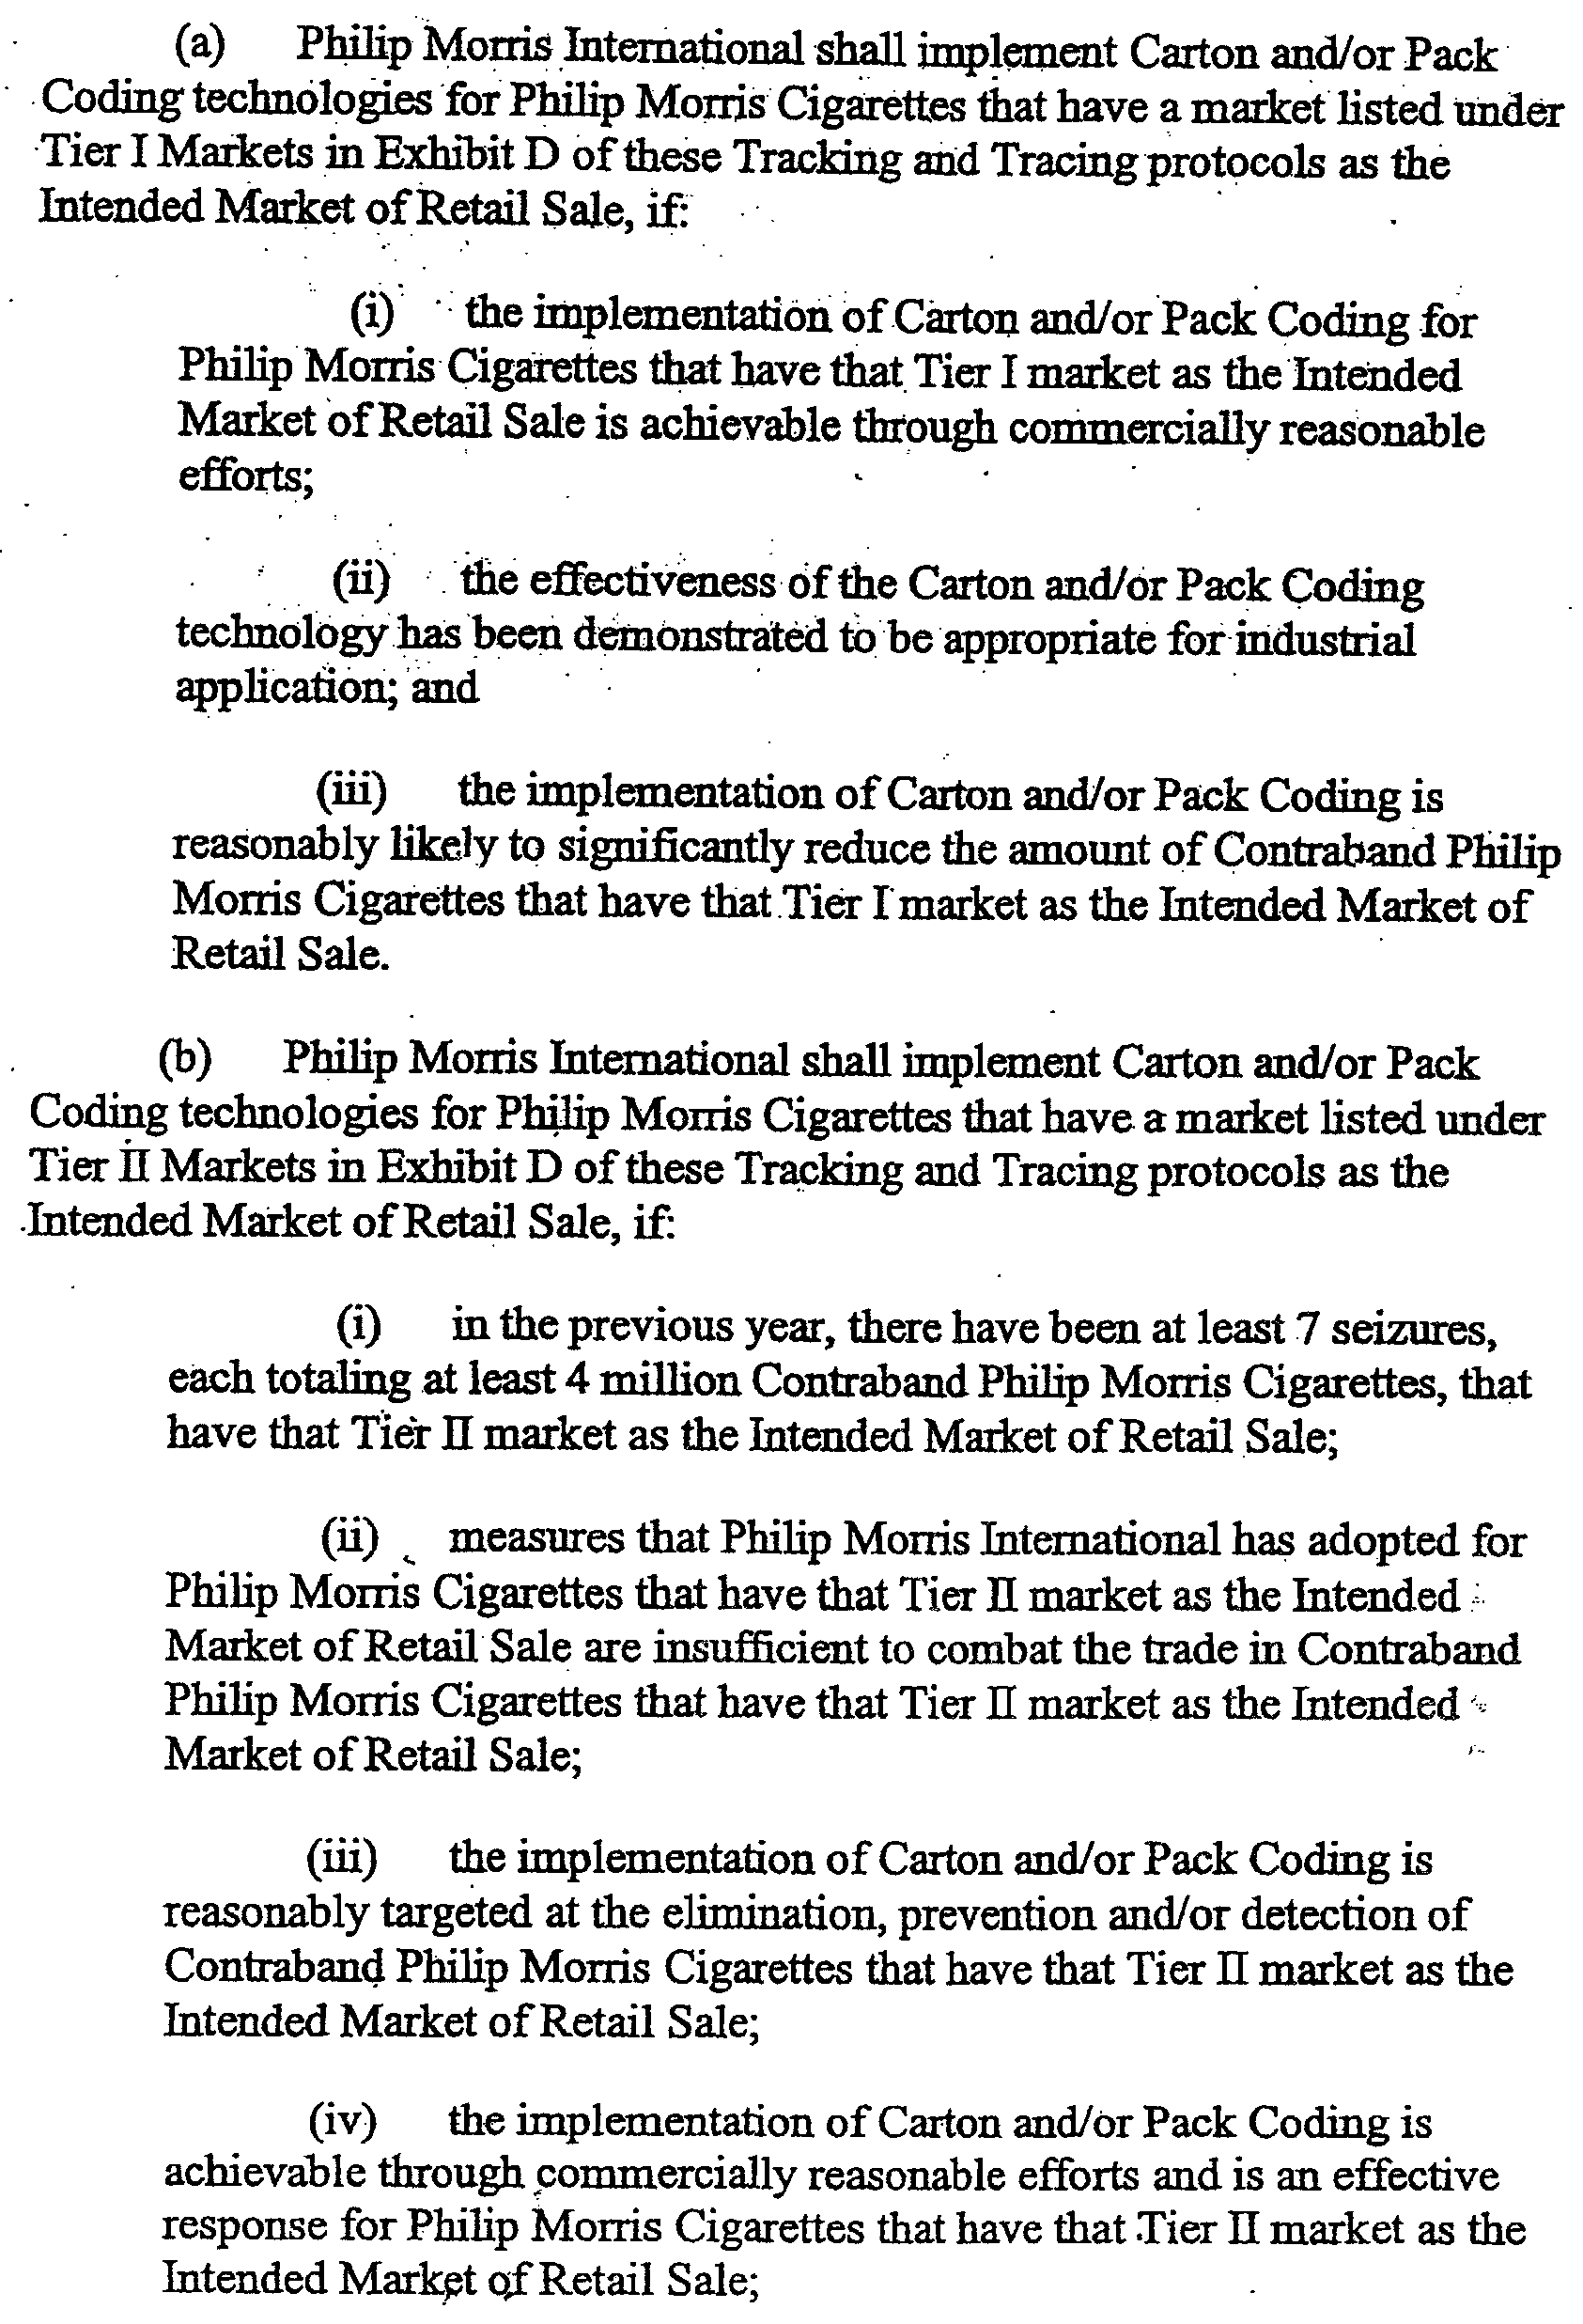 (a) Philip Morris International shall implement Carton and/or Pack
Coding technologies for Philip Morris Cigarettes that have a market listed under
Tier I Markets in Exhibit D of these Tracking and Tracing protocols as the
Intended Market of Retail Sale, if:
(i) the implementation of Carton and/or Pack Coding for
Philip Morris Cigarettes that have that Tier I market as the Intended
Market of Retail Sale is achievable through commercially reasonable
efforts;
(ii) the effectiveness of the Carton and/or Pack Coding
technology has been demonstrated to be appropriate for industrial
application; and
(iii) the implementation of Carton and/or Pack Coding is
reasonably likely to significantly reduce the amount of Contraband Philip
Morris Cigarettes that have that Tier I market as the Intended Market of
Retail Sale.
(b) Philip Morris International shall implement Carton and/or Pack
Coding technologies for Philip Morris Cigarettes that have a market listed under
Tier II Markets in Exhibit D of these Tracking and Tracing protocols as the
Intended Market of Retail Sale, if:
(i) in the previous year, there have been at least 7 seizures,
each totaling at least 4 million Contraband Philip Morris Cigarettes, that
have that Tier II market as the Intended Market of Retail Sale;
(ii) measures that Philip Morris International has adopted for
Philip Morris Cigarettes that have that Tier II market as the Intended
Market of Retail Sale are insufficient to combat the trade in Contraband
Philip Morris Cigarettes that have that Tier II market as the Intended
Market of Retail Sale;
(iii) the implementation of Carton and/or Pack Coding is
reasonably targeted at the elimination, prevention and/or detection of
Contraband Philip Morris Cigarettes that have that Tier II market as the
Intended Market of Retail Sale;
(iv) the implementation of Carton and/or Pack Coding is
achievable through commercially reasonable efforts and is an effective
response for Philip Morris Cigarettes that have that Tier II market as the
Intended Market of Retail Sale;